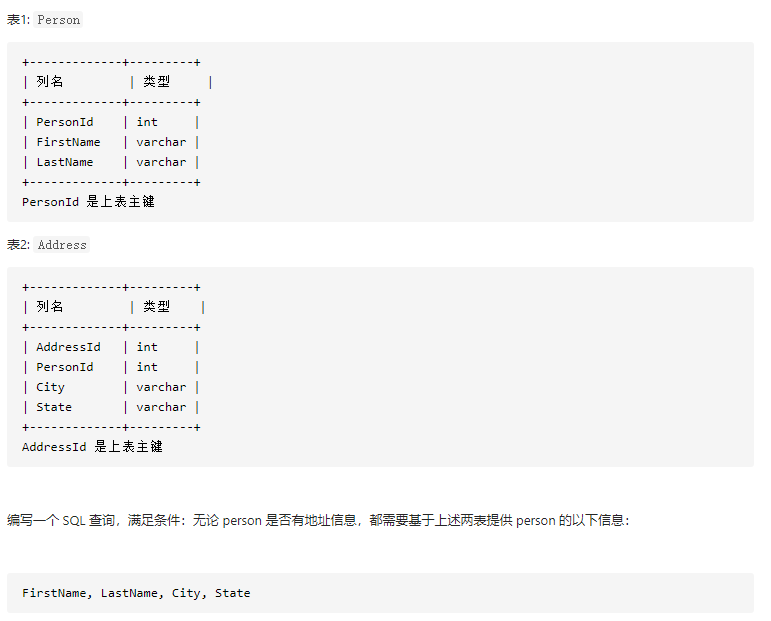 表1: Person
+-------------+---------+
| 列名         | 类型     |
+-------------+---------+
| PersonId    | int     |
| FirstName   | varchar |
| LastName    | varchar |
+-------------+---------+
PersonId 是上表主键
表2: Address
+-------------+---------+
| 列名         | 类型    |
+-------------+---------+
| AddressId   | int     |
| PersonId    | int     |
| City        | varchar |
| State       | varchar |
+-------------+---------+
AddressId 是上表主键
编写一个 SQL 查询，满足条件：无论 person 是否有地址信息，都需要基于上述两表提供 person 的以下信息：
FirstName, LastName, City, State